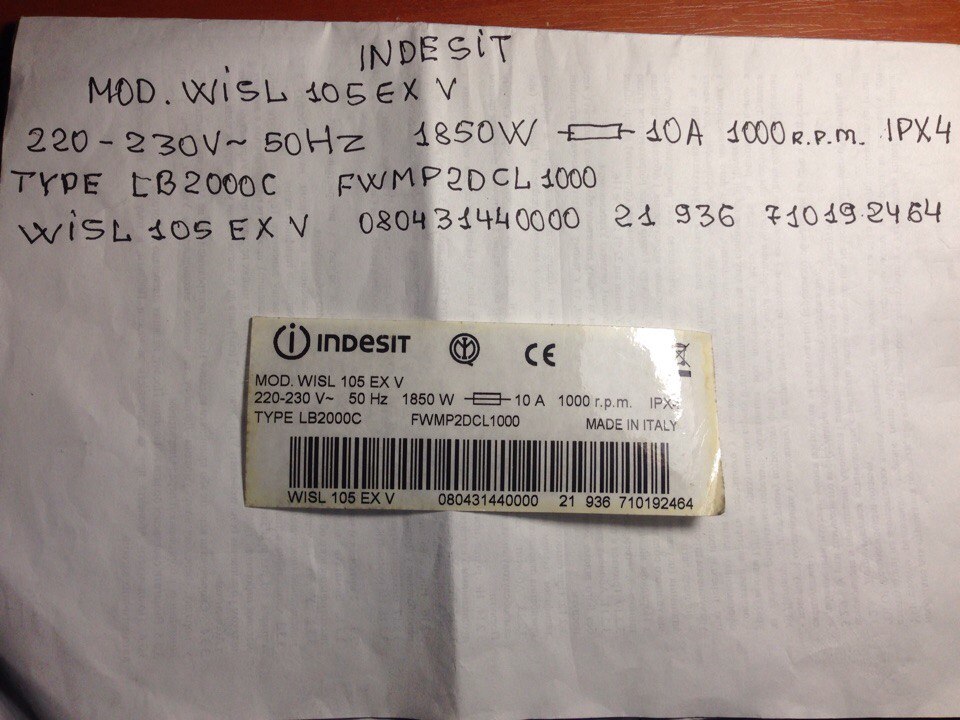 INDESIT
MOD. WISL 105 EX V
220-230V~ 50HZ 1850W 10A 1000 R.P.M. IPX4
TYPE LB2000C FWMP2DCL1000
WISL 105 EX V 080431440000 21 936 710192464
indesit
CE
MOD. WISL 105 EX V
220-230 V~ 50 Hz 1850 W 10 A 1000 r.p.m. IPX4
TYPE LB2000C FWMP2DCL1000 MADE IN ITALY
WISL 105 EX V 080431440000 21 936 710192464